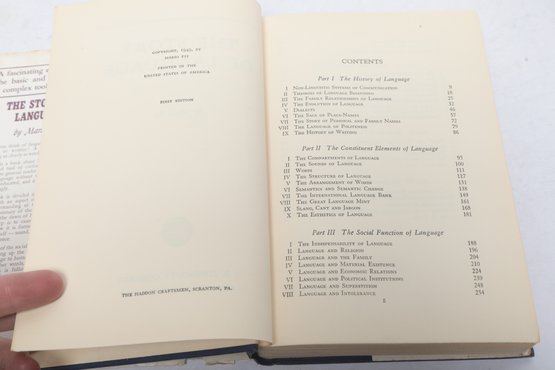 A fascinating
the basic and
complex tool
THE STO
LANG
by Mar
COPYRIGHT, 1949, BY
MARIO PEI
PRINTED IN THE
UNITED STATES OF AMERICA
FIRST EDITION
THE HADDON CRAFTSMEN, SCRANTON, PA.
CONTENTS
Part I The History of Language
I Non-Linguistic Systems of Communication 9
II Theories of Language Beginning 18
III The Family Relationships of Language 25
IV The Evolution of Language 32
V Dialects 46
VI The Saga of Place-Names 57
VII The Story of Personal and Family Names 72
VIII The Language of Politeness 79
IX The History of Writing 86
Part II The Constituent Elements of Language
I The Compartments of Language 95
II The Sounds of Language 100
III Words 111
IV The Structure of Language 117
V The Arrangement of Words 131
VI Semantics and Semantic Change 138
VII The International Language Bank 149
VIII The Great Language Mint 161
IX Slang, Cant and Jargon 168
X The Esthetics of Language 181
Part III The Social Function of Language
I The Indispensability of Language 188
II Language and Religion 196
III Language and the Family 204
IV Language and Material Existence 210
V Language and Economic Relations 224
VI Language and Political Institutions 239
VII Language and Superstition 248
VIII Language and Intolerance 254
5